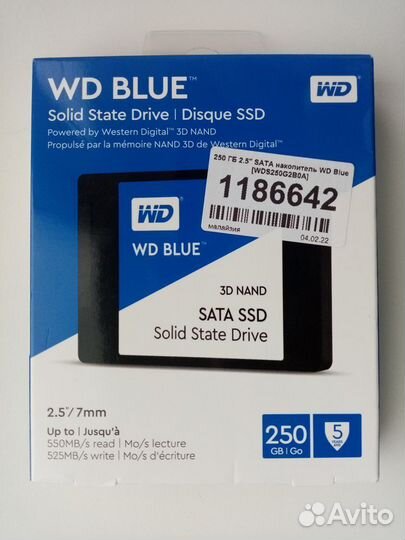 WD BLUE™
WD
Solid State Drive | Disque SSD
Powered by Western Digital™ 3D NAND
Propulsé par la mémoire NAND 3D de Western Digital™
250 ГБ 2.5" SATA накопитель WD Blue
[WDS250G2B0A]
1186642
малайзия
04.02.22
WD
WD BLUE™
3D NAND
SATA SSD
Solid State Drive
2.5"/7mm
Up to | Jusqu'à
550MB/s read | Mo/s lecture
525MB/s write | Mo/s d'écriture
250
GB | Go
5
Avito